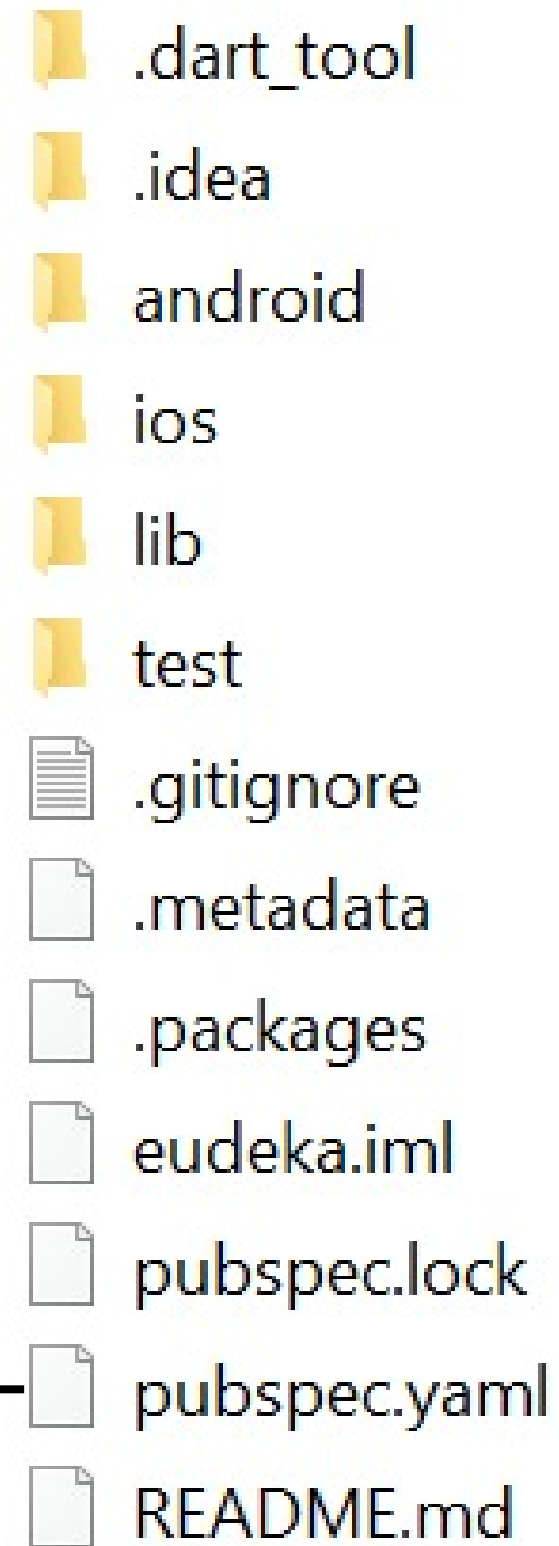 .dart_tool
.idea
android
ios
lib
test
.gitignore
.metadata
.packages
eudeka.iml
pubspec.lock
pubspec.yaml
README.md